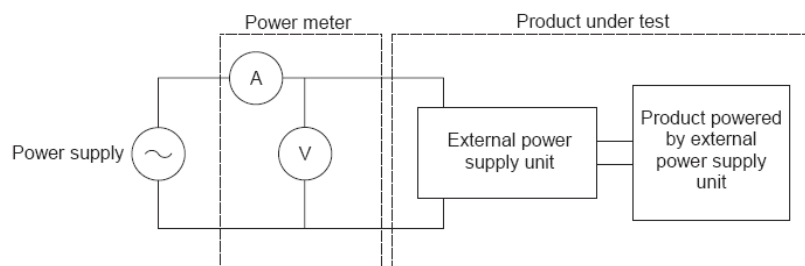 Power meter
Product under test
A
Power supply
V
External power
supply unit
Product powered
by external
power supply
unit